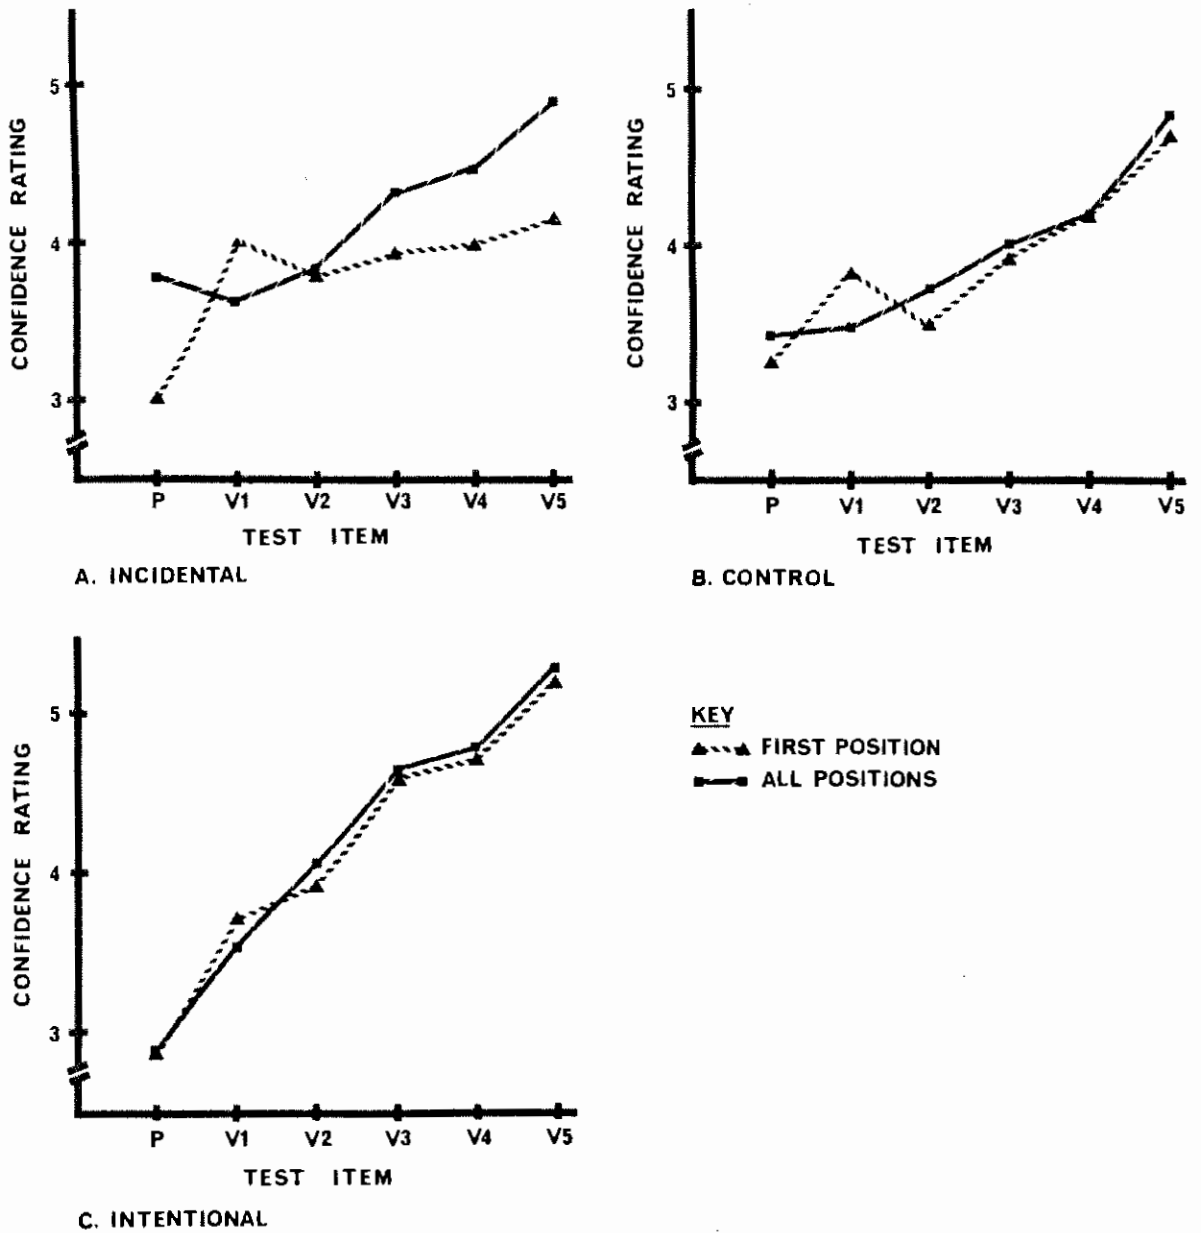 5
4
3
CONFIDENCE RATING
P V1 V2 V3 V4 V5
TEST ITEM
A. INCIDENTAL
5
4
3
CONFIDENCE RATING
P V1 V2 V3 V4 V5
TEST ITEM
B. CONTROL
5
4
3
CONFIDENCE RATING
P V1 V2 V3 V4 V5
TEST ITEM
C. INTENTIONAL
KEY
FIRST POSITION
ALL POSITIONS